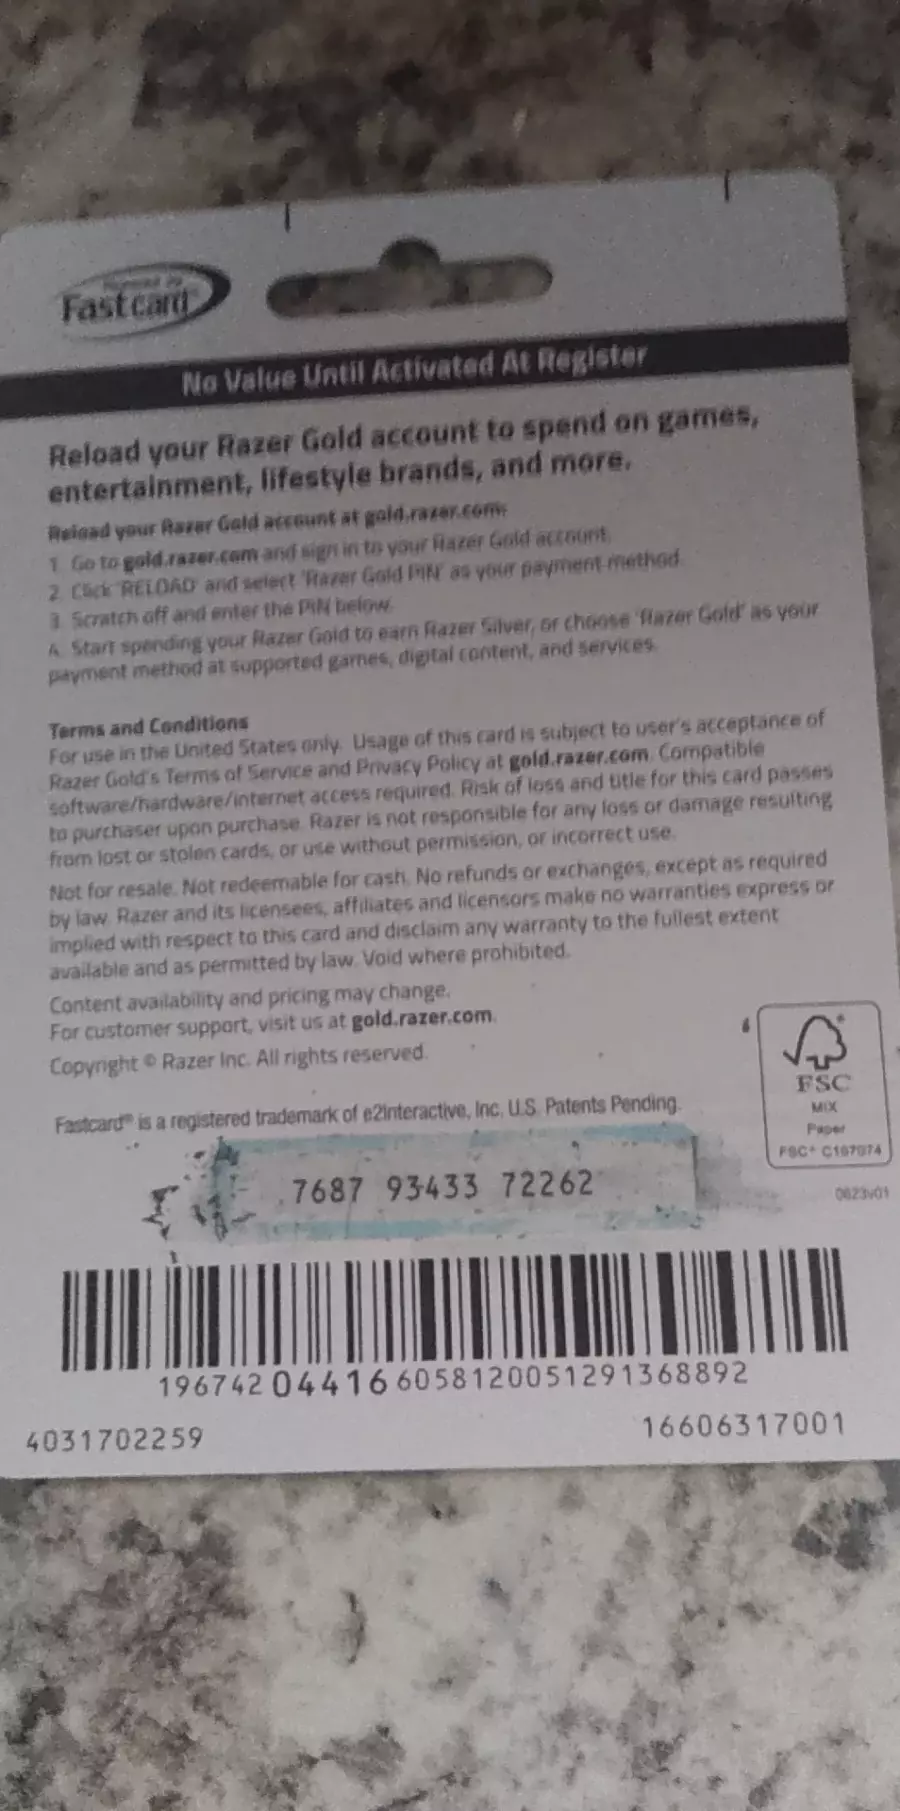 Powered by
Fastcard
No Value Until Activated At Register
Reload your Razer Gold account to spend on games,
entertainment, lifestyle brands, and more.
Reload your Razer Gold account at gold.razer.com:
1. Go to gold.razer.com and sign in to your Razer Gold account.
2. Click 'RELOAD' and select 'Razer Gold PIN' as your payment method.
3. Scratch off and enter the PIN below.
4. Start spending your Razer Gold to earn Razer Silver, or choose 'Razer Gold' as your
payment method at supported games, digital content, and services.
Terms and Conditions
For use in the United States only. Usage of this card is subject to user's acceptance of
Razer Gold's Terms of Service and Privacy Policy at gold.razer.com. Compatible
software/hardware/internet access required. Risk of loss and title for this card passes
to purchaser upon purchase. Razer is not responsible for any loss or damage resulting
from lost or stolen cards, or use without permission, or incorrect use.
Not for resale. Not redeemable for cash. No refunds or exchanges, except as required
by law. Razer and its licensees, affiliates and licensors make no warranties express or
implied with respect to this card and disclaim any warranty to the fullest extent
available and as permitted by law. Void where prohibited.
Content availability and pricing may change.
For customer support, visit us at gold.razer.com.
Copyright © Razer Inc. All rights reserved.
Fastcard® is a registered trademark of e2interactive, Inc. U.S. Patents Pending.
FSC
MIX
Paper
FSC® C167074
0823v01
7687 93433 72262
196742 04416 6058120051291368892
4031702259
16606317001